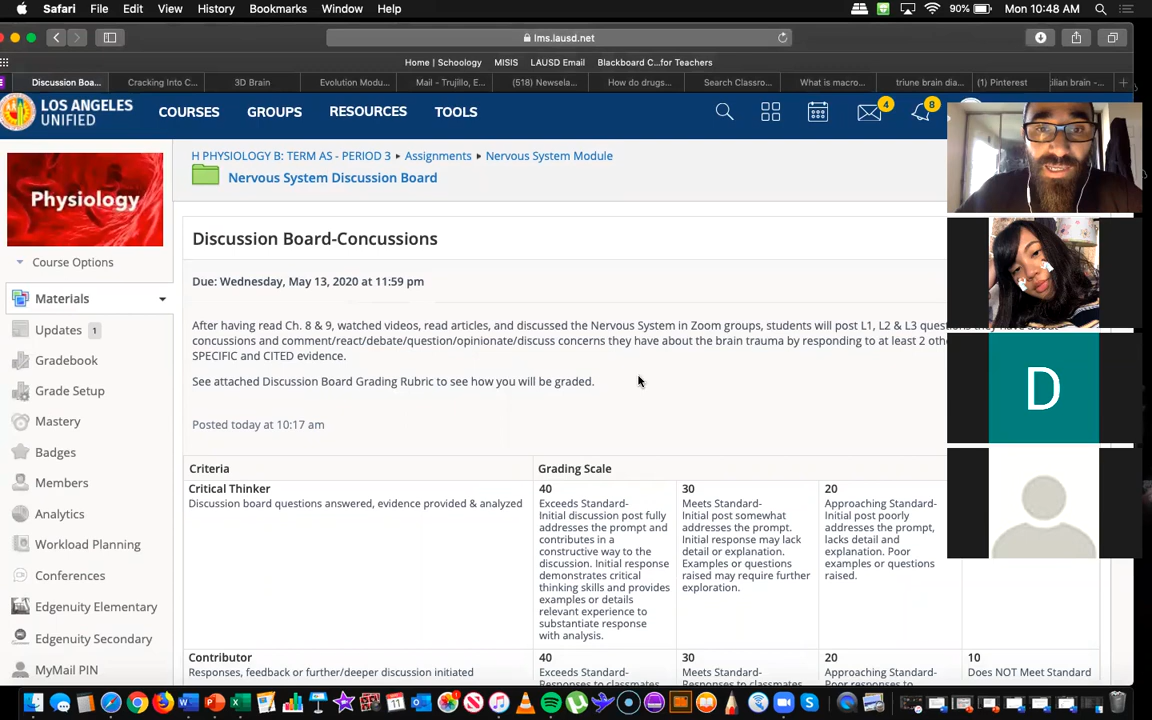 Safari File Edit View History Bookmarks Window Help 90% Mon 10:48 AM
lms.lausd.net
Home | Schoology MISIS LAUSD Email Blackboard C...for Teachers
Discussion Boa... Cracking Into C... 3D Brain Evolution Modu... Mail - Trujillo, E... (518) Newsela... How do drugs... Search Classro... What is macro... triune brain dia... (1) Pinterest ilian brain -...
LOS ANGELES
UNIFIED
COURSES GROUPS RESOURCES TOOLS 4 8
H PHYSIOLOGY B: TERM AS - PERIOD 3 ▸ Assignments ▸ Nervous System Module
Nervous System Discussion Board
Physiology
Course Options
Materials
Updates 1
Gradebook
Grade Setup
Mastery
Badges
Members
Analytics
Workload Planning
Conferences
Edgenuity Elementary
Edgenuity Secondary
MyMail PIN
Discussion Board-Concussions
Due: Wednesday, May 13, 2020 at 11:59 pm
After having read Ch. 8 & 9, watched videos, read articles, and discussed the Nervous System in Zoom groups, students will post L1, L2 & L3 quest
concussions and comment/react/debate/question/opinionate/discuss concerns they have about the brain trauma by responding to at least 2 oth
SPECIFIC and CITED evidence.
See attached Discussion Board Grading Rubric to see how you will be graded.
Posted today at 10:17 am
Criteria Grading Scale
Critical Thinker
Discussion board questions answered, evidence provided & analyzed
40
Exceeds Standard-
Initial discussion post fully
addresses the prompt and
contributes in a
constructive way to the
discussion. Initial response
demonstrates critical
thinking skills and provides
examples or details
relevant experience to
substantiate response
with analysis.
30
Meets Standard-
Initial post somewhat
addresses the prompt.
Initial response may lack
detail or explanation.
Examples or questions
raised may require further
exploration.
20
Approaching Standard-
Initial post poorly
addresses the prompt,
lacks detail and
explanation. Poor
examples or questions
raised.
Contributor
Responses, feedback or further/deeper discussion initiated
40
Exceeds Standard-
Responses to classmates
30
Meets Standard-
Responses to classmates
20
Approaching Standard-
10
Does NOT Meet Standard
D